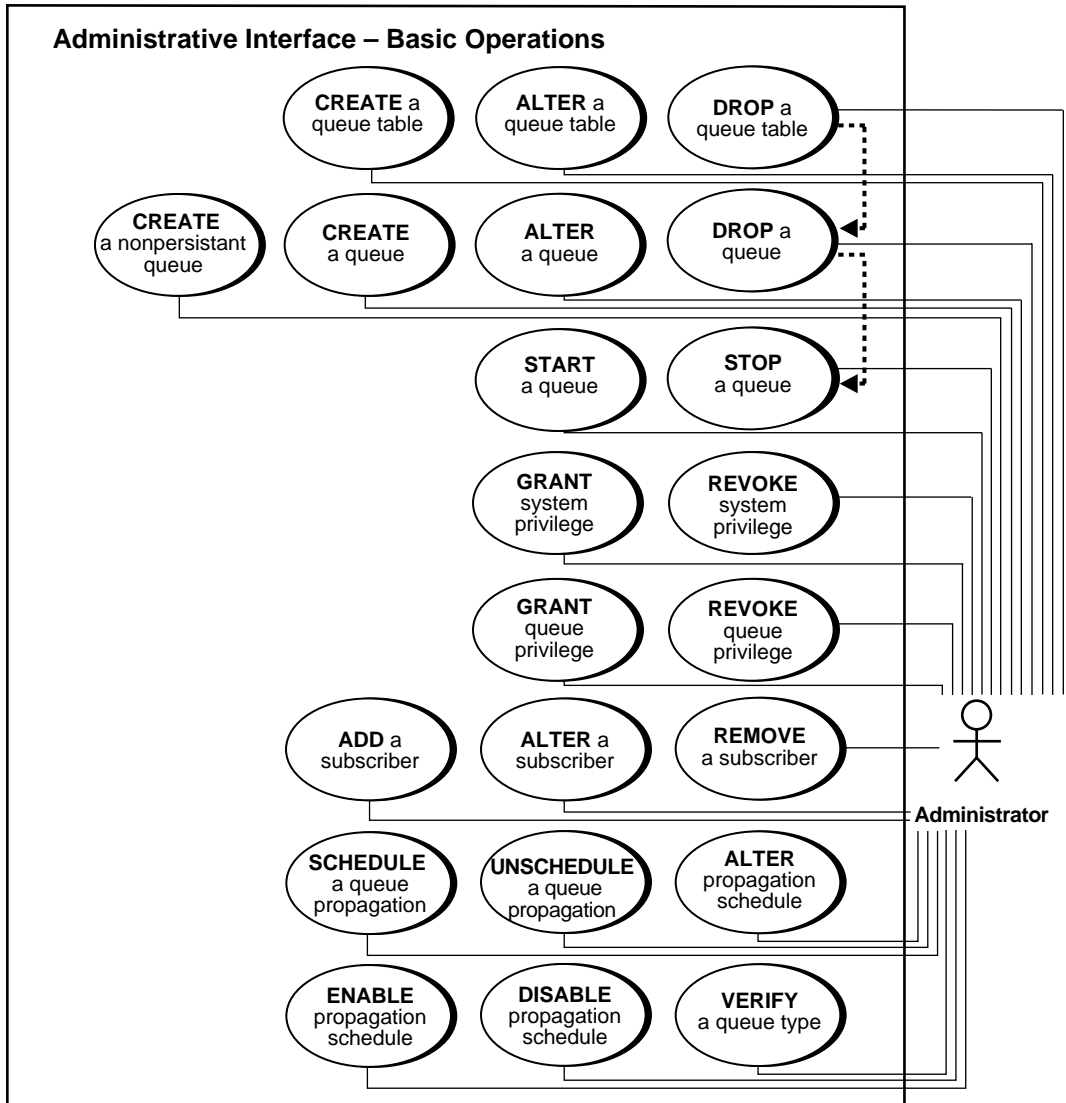 Administrative Interface – Basic Operations
CREATE a
queue table
ALTER a
queue table
DROP a
queue table
CREATE
a nonpersistant
queue
CREATE
a queue
ALTER
a queue
DROP a
queue
START
a queue
STOP
a queue
GRANT
system
privilege
REVOKE
system
privilege
GRANT
queue
privilege
REVOKE
queue
privilege
ADD a
subscriber
ALTER a
subscriber
REMOVE
a subscriber
Administrator
SCHEDULE
a queue
propagation
UNSCHEDULE
a queue
propagation
ALTER
propagation
schedule
ENABLE
propagation
schedule
DISABLE
propagation
schedule
VERIFY
a queue type